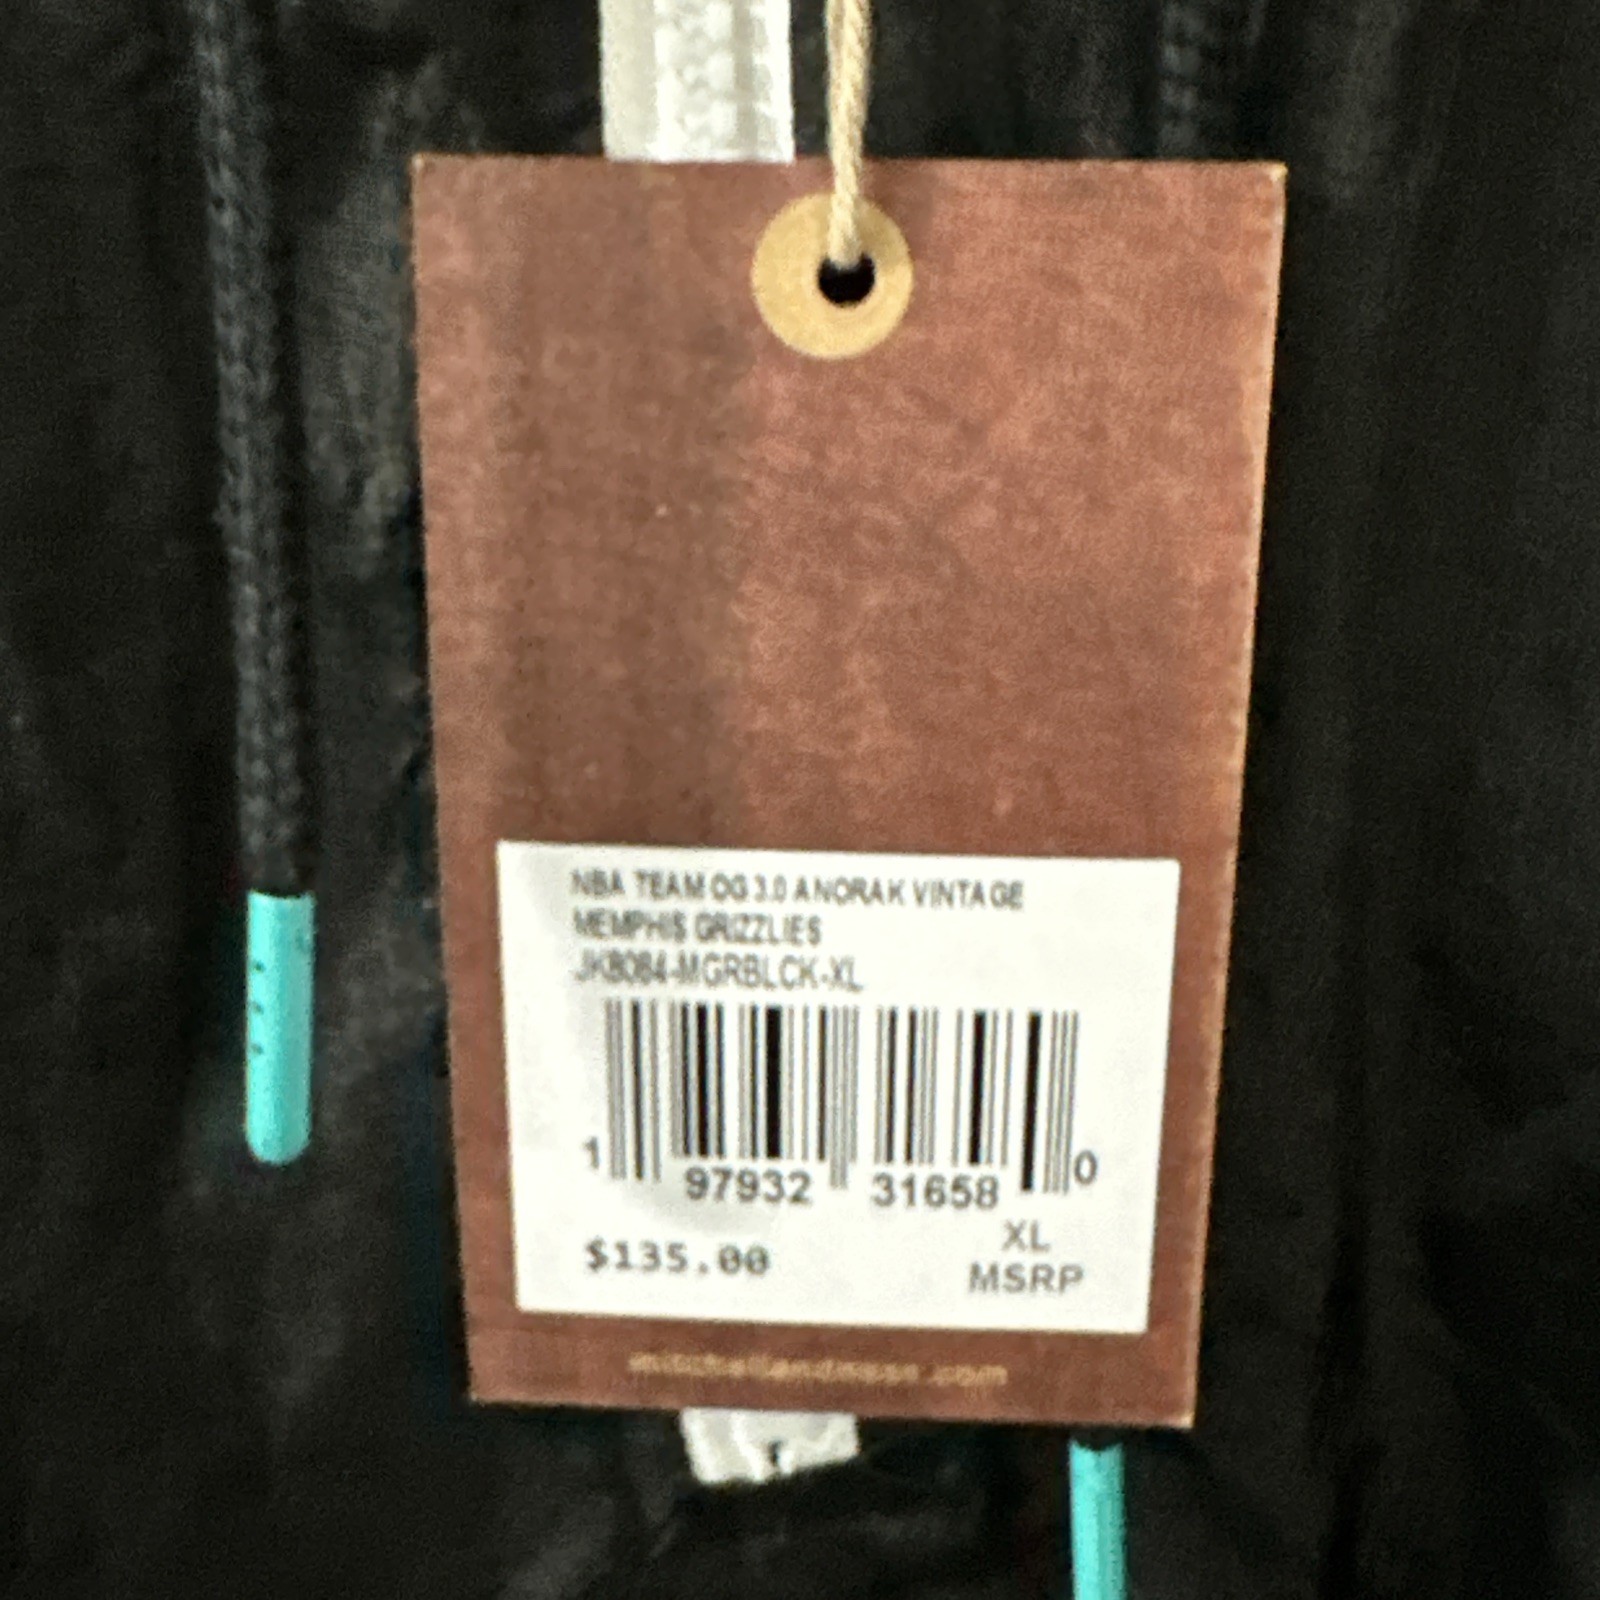 NBA TEAM OG 3.0 ANORAK VINTAGE
MEMPHIS GRIZZLIES
JK8084-MGRBLCK-XL
1 97932 31658 0
XL
$135.00 MSRP
mitchellandness.com